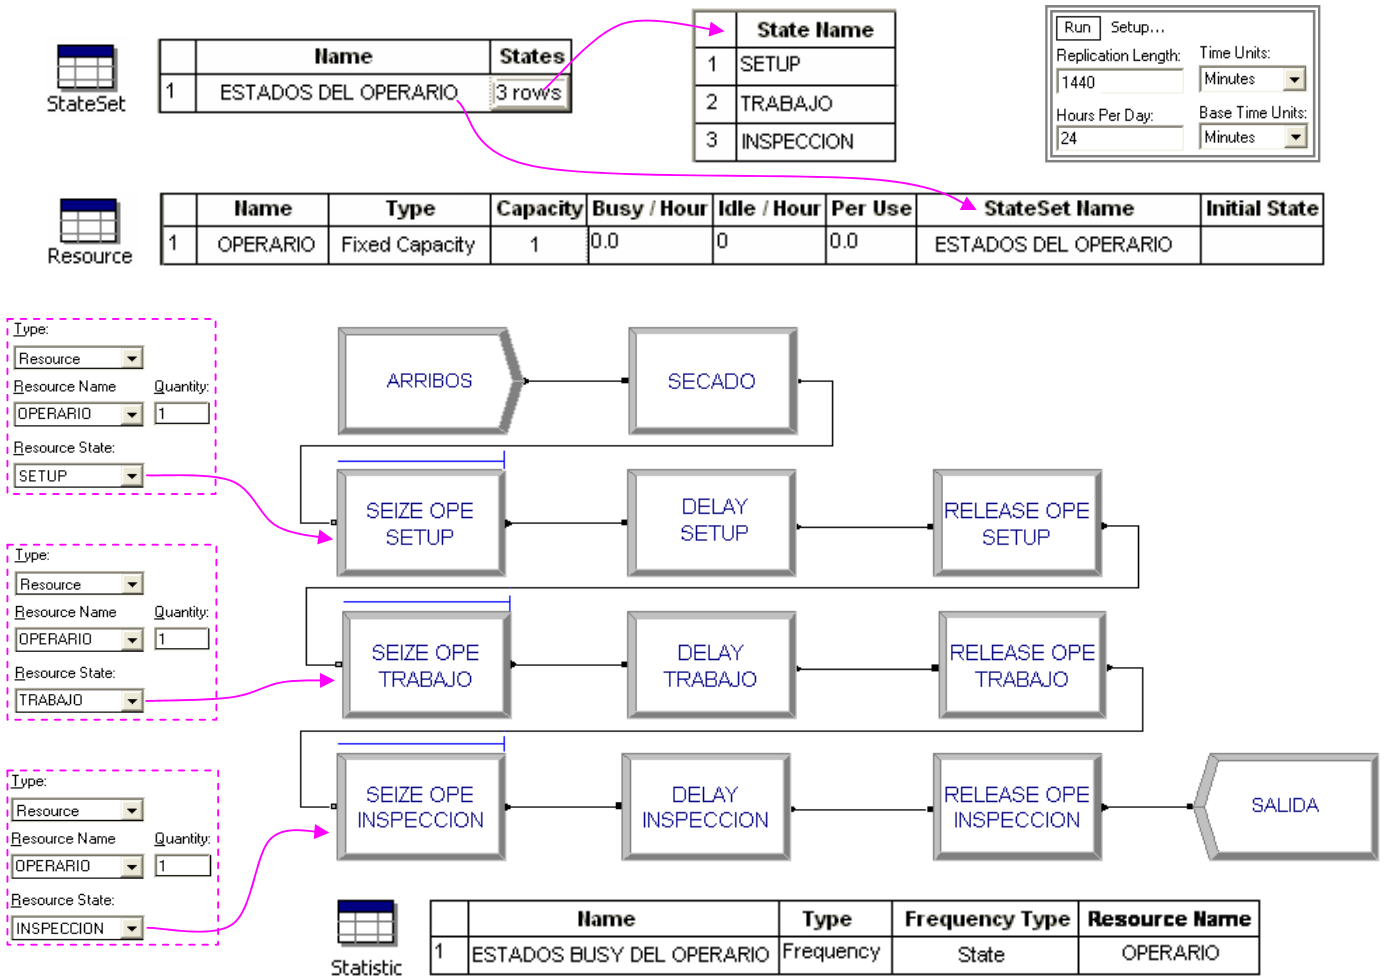 StateSet
Name States
1 ESTADOS DEL OPERARIO 3 rows
State Name
1 SETUP
2 TRABAJO
3 INSPECCION
Run Setup...
Replication Length: Time Units:
1440 Minutes
Hours Per Day: Base Time Units:
24 Minutes
Resource
Name Type Capacity Busy / Hour Idle / Hour Per Use StateSet Name Initial State
1 OPERARIO Fixed Capacity 1 0.0 0 0.0 ESTADOS DEL OPERARIO
Type:
Resource
Resource Name Quantity:
OPERARIO 1
Resource State:
SETUP
ARRIBOS
SECADO
SEIZE OPE
SETUP
DELAY
SETUP
RELEASE OPE
SETUP
Type:
Resource
Resource Name Quantity:
OPERARIO 1
Resource State:
TRABAJO
SEIZE OPE
TRABAJO
DELAY
TRABAJO
RELEASE OPE
TRABAJO
Type:
Resource
Resource Name Quantity:
OPERARIO 1
Resource State:
INSPECCION
SEIZE OPE
INSPECCION
DELAY
INSPECCION
RELEASE OPE
INSPECCION
SALIDA
Statistic
Name Type Frequency Type Resource Name
1 ESTADOS BUSY DEL OPERARIO Frequency State OPERARIO